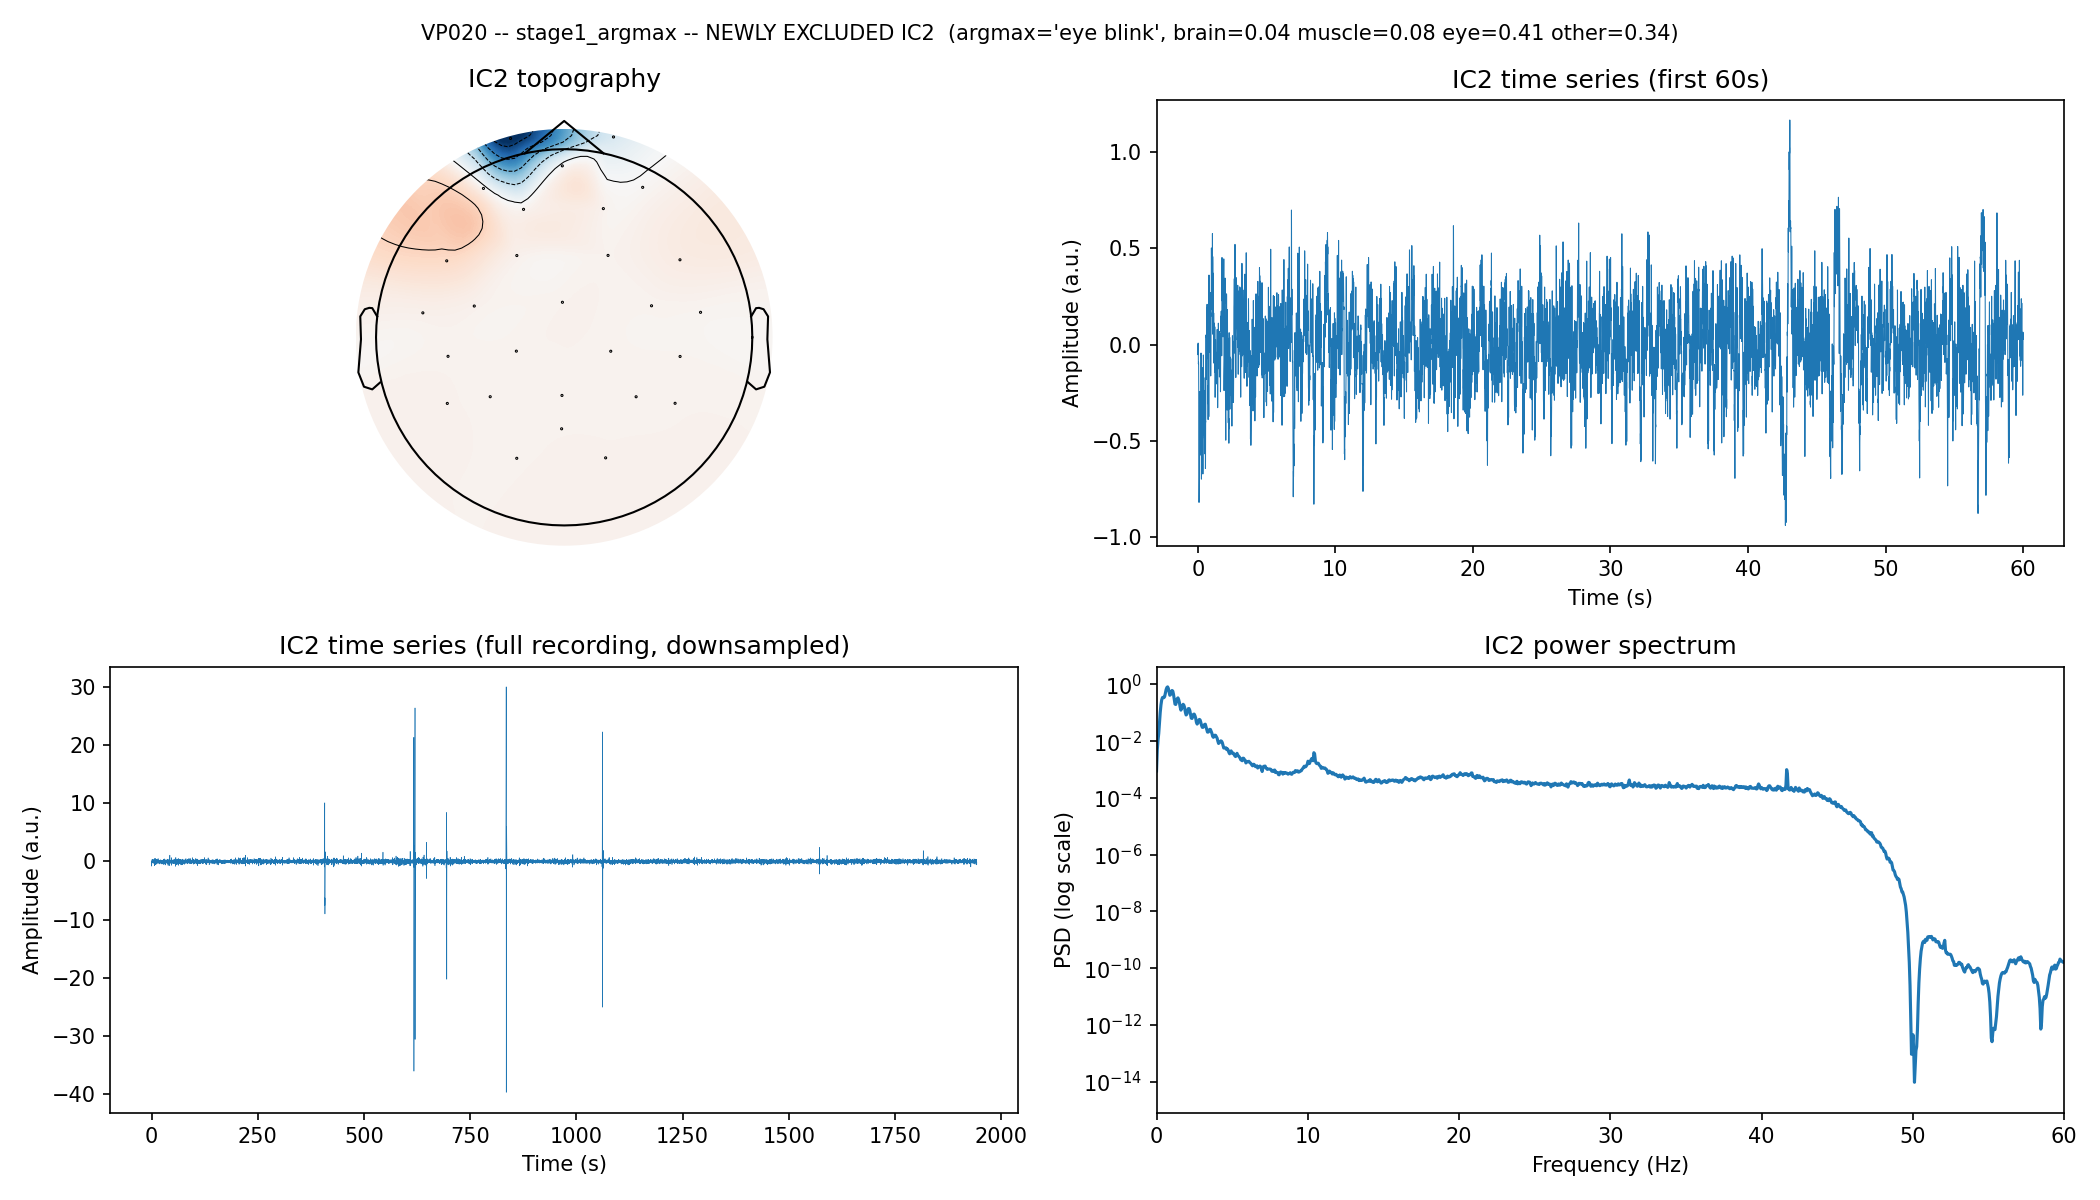 VP020 -- stage1_argmax -- NEWLY EXCLUDED IC2  (argmax='eye blink', brain=0.04 muscle=0.08 eye=0.41 other=0.34)
IC2 topography
IC2 time series (first 60s)
Amplitude (a.u.)
1.0
0.5
0.0
−0.5
−1.0
0 10 20 30 40 50 60
Time (s)
IC2 time series (full recording, downsampled)
Amplitude (a.u.)
30
20
10
0
−10
−20
−30
−40
0 250 500 750 1000 1250 1500 1750 2000
Time (s)
IC2 power spectrum
PSD (log scale)
10⁰
10⁻²
10⁻⁴
10⁻⁶
10⁻⁸
10⁻¹⁰
10⁻¹²
10⁻¹⁴
0 10 20 30 40 50 60
Frequency (Hz)